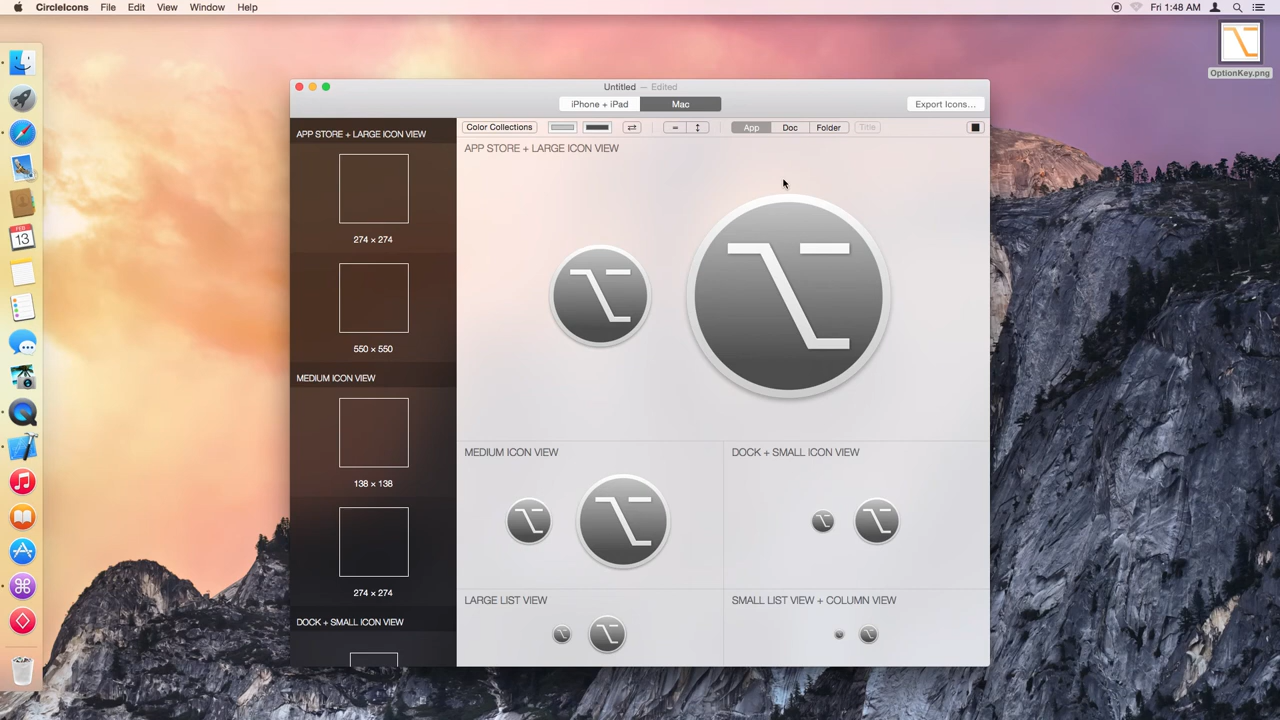 CircleIcons File Edit View Window Help
Fri 1:48 AM
OptionKey.png
Untitled — Edited
iPhone + iPad Mac
Export Icons...
Color Collections
App Doc Folder Title
APP STORE + LARGE ICON VIEW
274 × 274
550 × 550
MEDIUM ICON VIEW
138 × 138
274 × 274
DOCK + SMALL ICON VIEW
APP STORE + LARGE ICON VIEW
MEDIUM ICON VIEW
DOCK + SMALL ICON VIEW
LARGE LIST VIEW
SMALL LIST VIEW + COLUMN VIEW
FEB
13